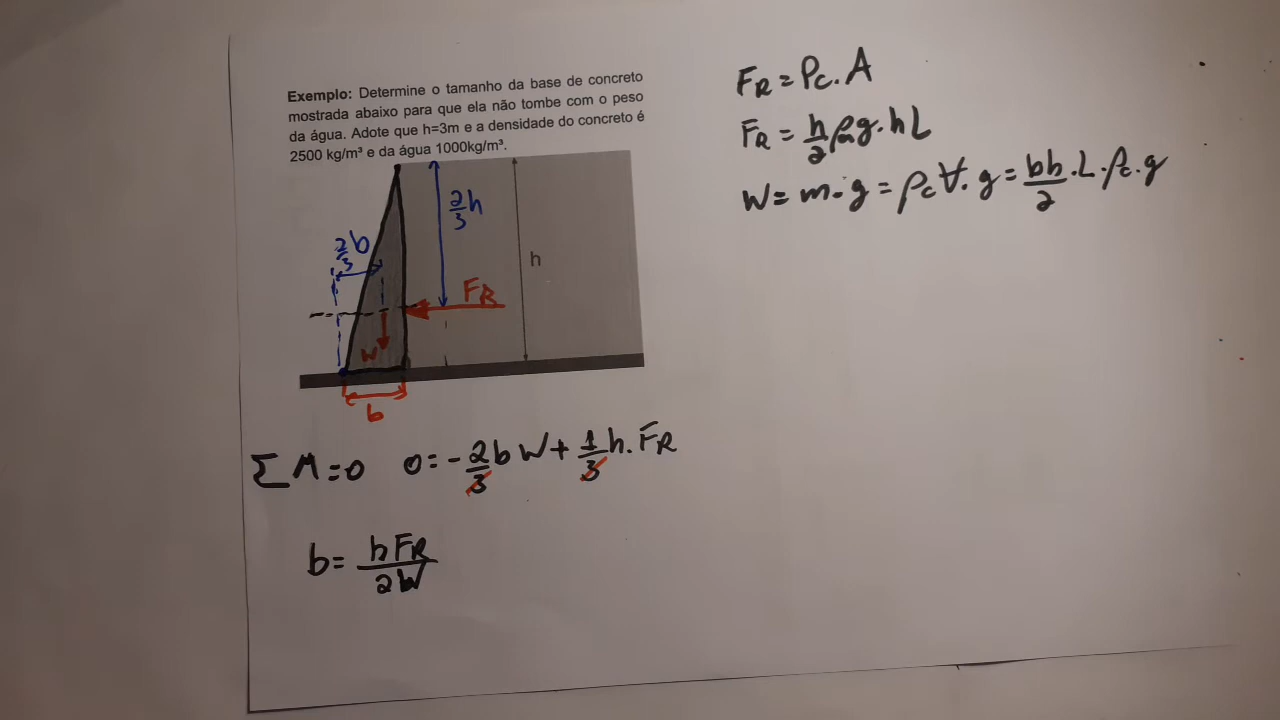 Exemplo: Determine o tamanho da base de concreto
mostrada abaixo para que ela não tombe com o peso
da água. Adote que h=3m e a densidade do concreto é
2500 kg/m³ e da água 1000kg/m³.
2/3 h
2/3 b
h
FR
W
b
ΣM=0 0=-2/3 b W+1/3 h.FR
b= hFR/2W
FR=Pc.A
FR=h/2 ρag.hL
W=m.g=ρc∀.g=bh/2.L.ρc.g